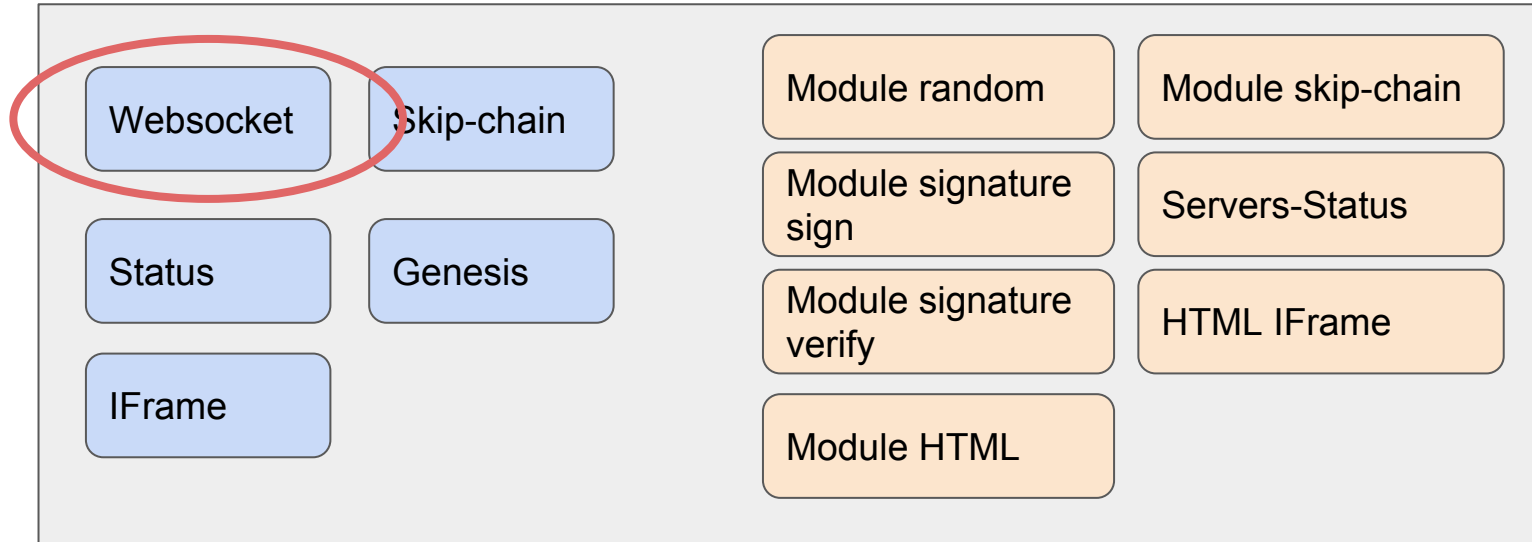 Websocket
Skip-chain
Status
Genesis
IFrame
Module random
Module skip-chain
Module signature
sign
Servers-Status
Module signature
verify
HTML IFrame
Module HTML